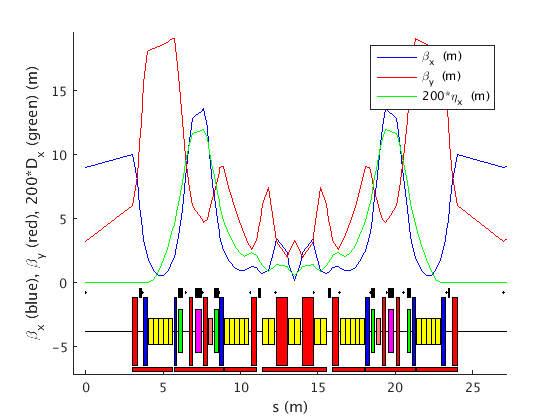 β_x (m)
β_y (m)
200*η_x (m)
β_x (blue), β_y (red), 200*D_x (green) (m)
15
10
5
0
-5
0 5 10 15 20 25
s (m)